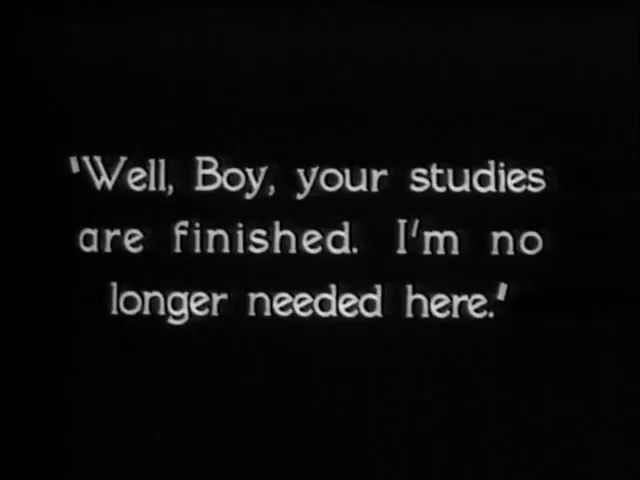 'Well, Boy, your studies
are finished. I'm no
longer needed here.'